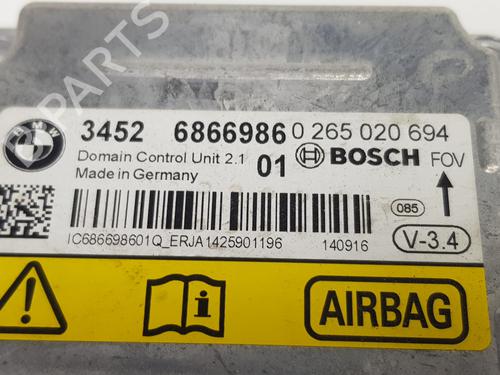 BMW
3452 6866986 0 265 020 694
Domain Control Unit 2.1 01 BOSCH FOV
Made in Germany
085
IC686698601Q_ERJA1425901196 140916 V-3.4
AIRBAG
B-PARTS